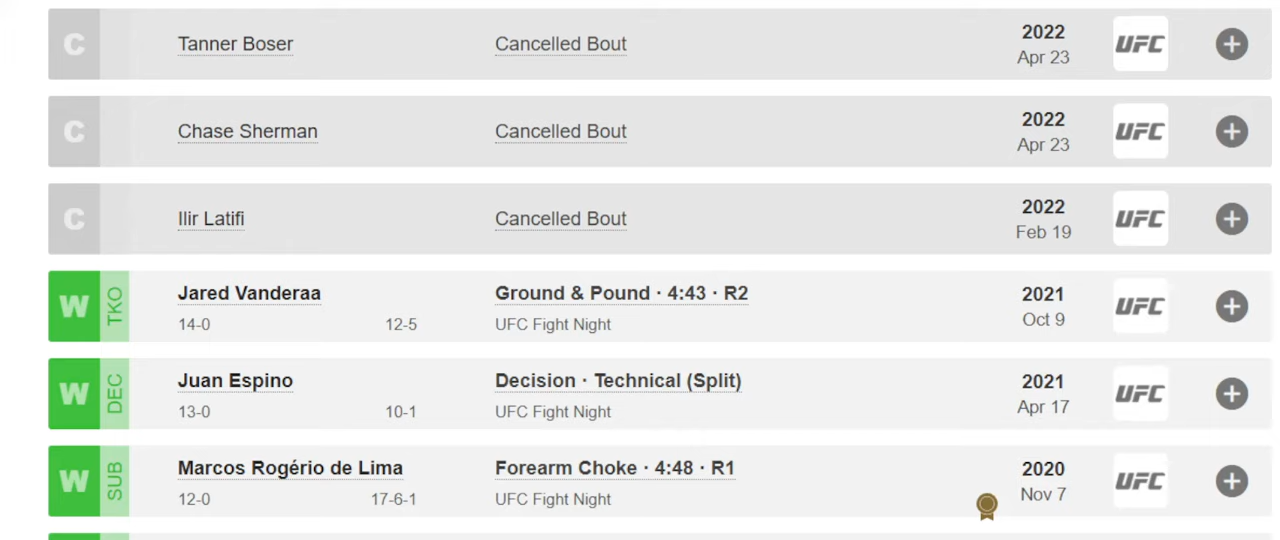 C Tanner Boser Cancelled Bout 2022 UFC
Apr 23
C Chase Sherman Cancelled Bout 2022 UFC
Apr 23
C Ilir Latifi Cancelled Bout 2022 UFC
Feb 19
W TKO Jared Vanderaa Ground & Pound · 4:43 · R2 2021 UFC
14-0 12-5 UFC Fight Night Oct 9
W DEC Juan Espino Decision · Technical (Split) 2021 UFC
13-0 10-1 UFC Fight Night Apr 17
W SUB Marcos Rogério de Lima Forearm Choke · 4:48 · R1 2020 UFC
12-0 17-6-1 UFC Fight Night Nov 7